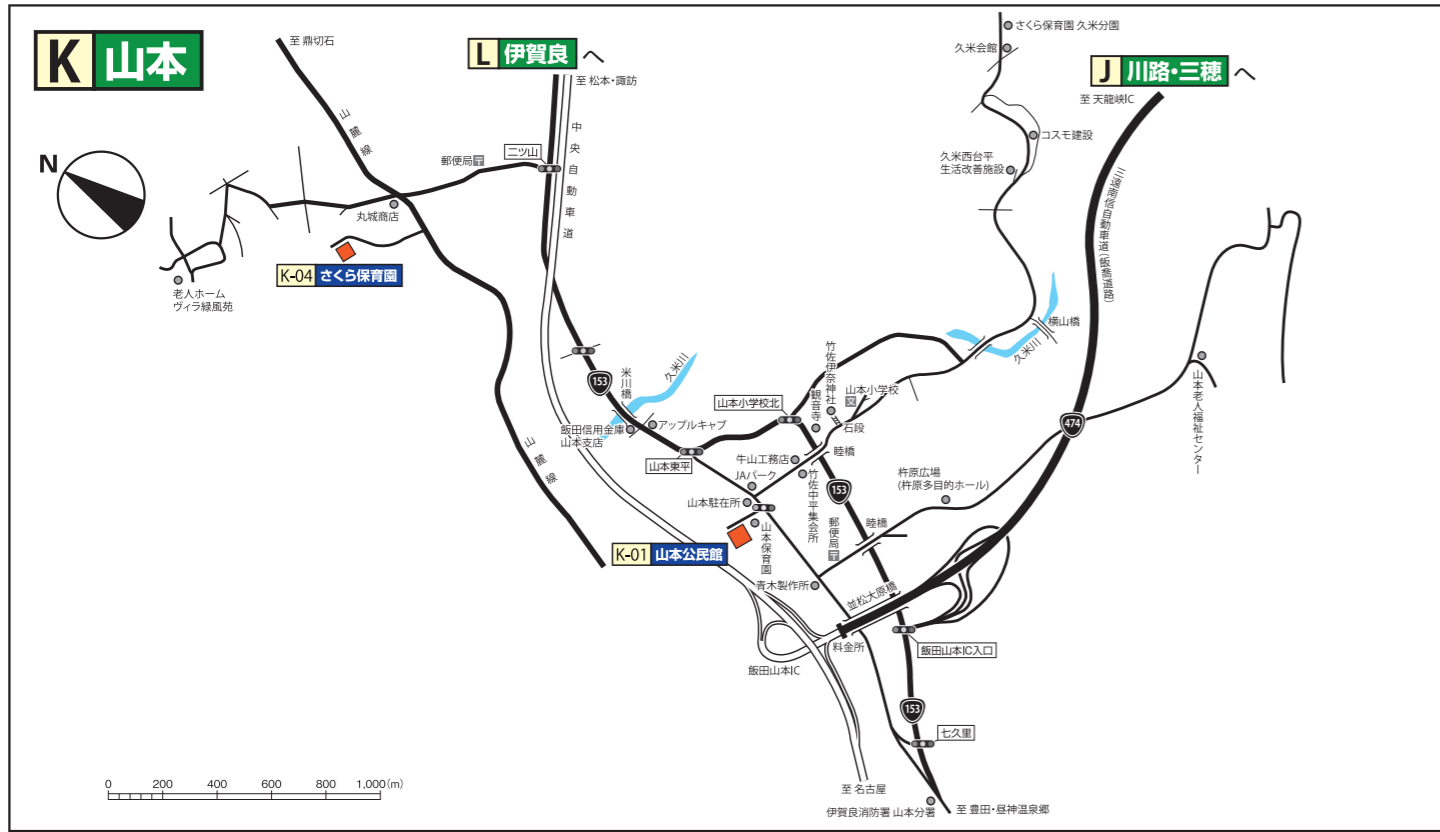 K 山本
至 鼎切石
L 伊賀良 へ
至 松本・諏訪
さくら保育園 久米分園
久米会館
J 川路・三穂 へ
至 天龍峡IC
山麓線
中央自動車道
N
郵便局〒
二ツ山
コスモ建設
久米西台平
生活改善施設
三遠南信自動車道(飯喬道路)
丸城商店
K-04 さくら保育園
老人ホーム
ヴィラ緑風苑
横山橋
久米川
153
米川橋
久米川
竹佐伊奈神社
観音寺
山本小学校
文
石段
山本小学校北
飯田信用金庫
山本支店
アップルキャブ
山本東平
牛山工務店
睦橋
JAパーク
竹佐中平集会所
山本老人福祉センター
474
杵原広場
(杵原多目的ホール)
山麓線
山本駐在所
153
郵便局〒
睦橋
山本保育園
K-01 山本公民館
青木製作所
並松大原橋
料金所
飯田山本IC入口
飯田山本IC
153
七久里
0 200 400 600 800 1,000(m)
至 名古屋
伊賀良消防署 山本分署
至 豊田・昼神温泉郷